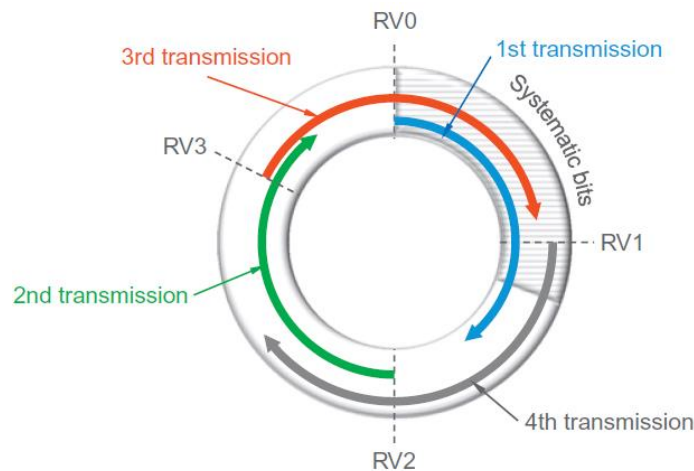 RV0
3rd transmission
1st transmission
Systematic bits
RV3
RV1
2nd transmission
4th transmission
RV2